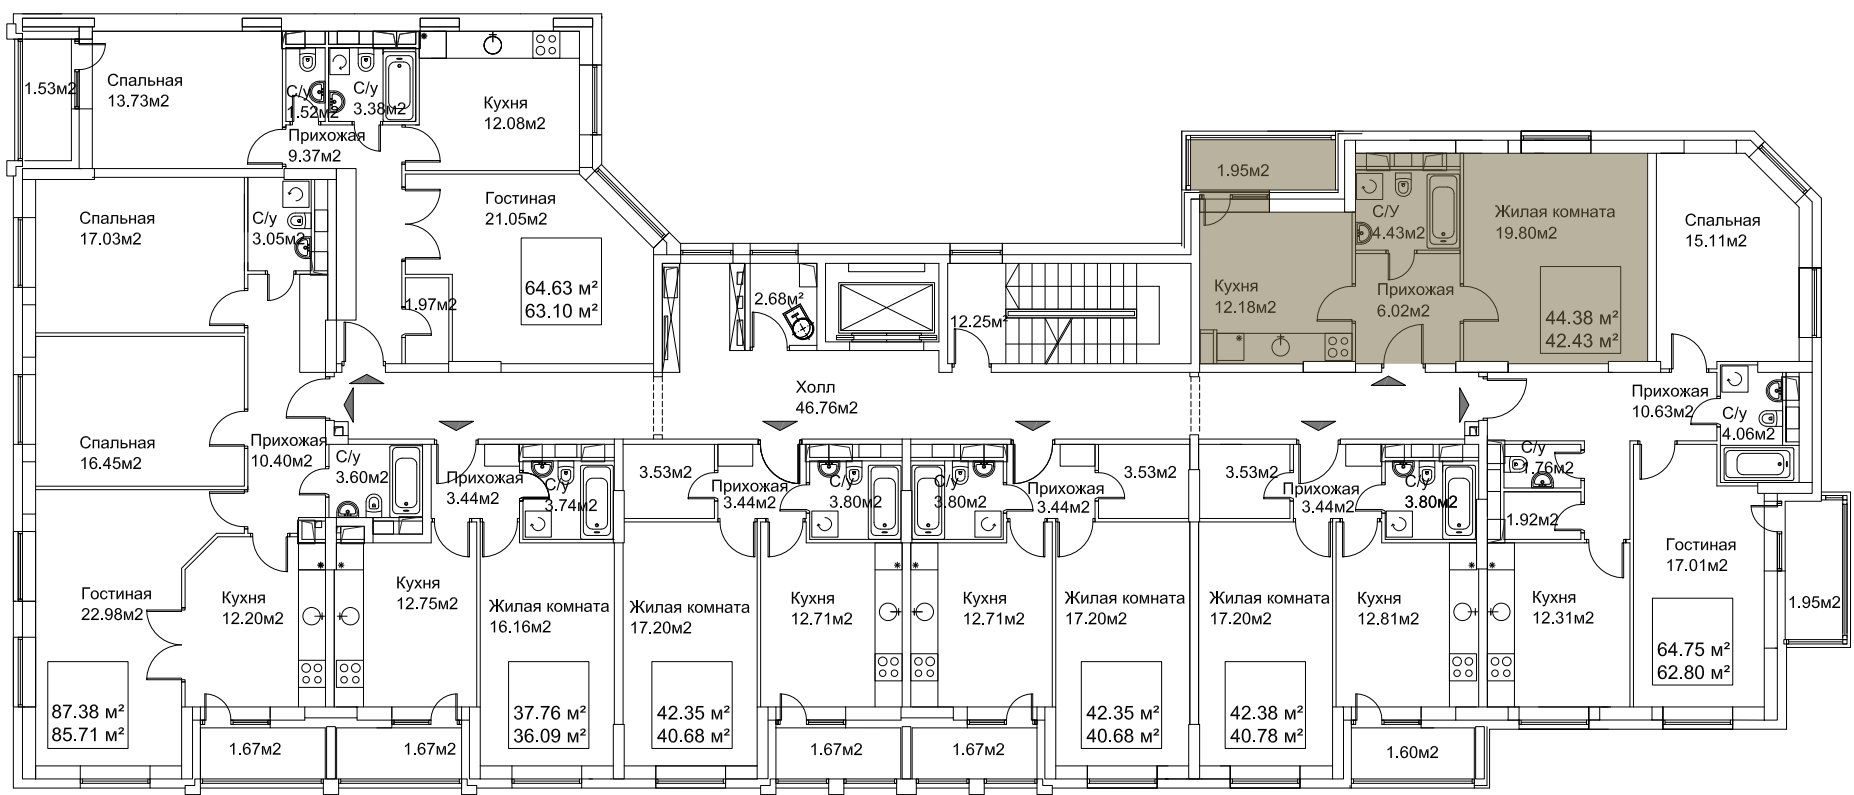 1.53м2
Спальная
13.73м2
С/у
1.52м2
С/у
3.38м2
Прихожая
9.37м2
Кухня
12.08м2
Гостиная
21.05м2
64.63 м²
63.10 м²
1.97м2
Спальная
17.03м2
С/у
3.05м2
Спальная
16.45м2
Прихожая
10.40м2
Гостиная
22.98м2
87.38 м²
85.71 м²
Кухня
12.20м2
1.67м2
2.68м²
12.25м²
Холл
46.76м2
1.95м2
Кухня
12.18м2
С/У
4.43м2
Прихожая
6.02м2
Жилая комната
19.80м2
44.38 м²
42.43 м²
Спальная
15.11м2
Прихожая
10.63м2
С/у
4.06м2
С/у
1.76м2
1.92м2
Гостиная
17.01м2
Кухня
12.31м2
64.75 м²
62.80 м²
1.95м2
С/у
3.60м2
Прихожая
3.44м2
С/у
3.74м2
Кухня
12.75м2
Жилая комната
16.16м2
37.76 м²
36.09 м²
1.67м2
3.53м2
Прихожая
3.44м2
С/у
3.80м2
Жилая комната
17.20м2
Кухня
12.71м2
42.35 м²
40.68 м²
1.67м2
С/у
3.80м2
Прихожая
3.44м2
3.53м2
Кухня
12.71м2
Жилая комната
17.20м2
42.35 м²
40.68 м²
1.67м2
3.53м2
Прихожая
3.44м2
С/у
3.80м2
Жилая комната
17.20м2
Кухня
12.81м2
42.38 м²
40.78 м²
1.60м2